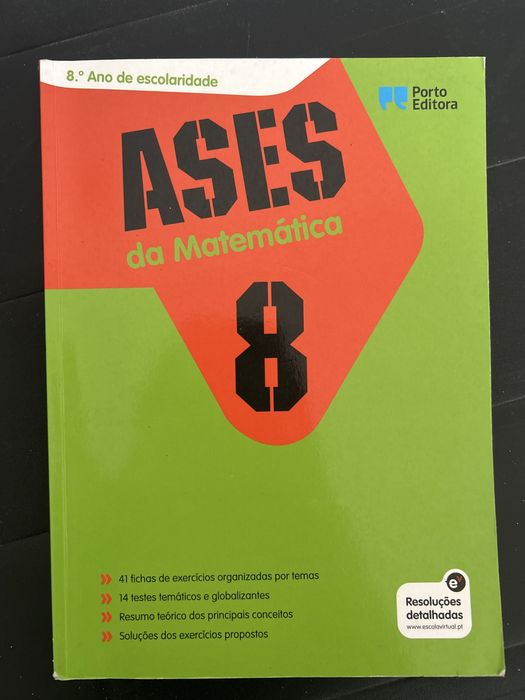 8.º Ano de escolaridade
Porto
Editora
ASES
da Matemática
8
41 fichas de exercícios organizadas por temas
14 testes temáticos e globalizantes
Resumo teórico dos principais conceitos
Soluções dos exercícios propostos
Resoluções
detalhadas
www.escolavirtual.pt